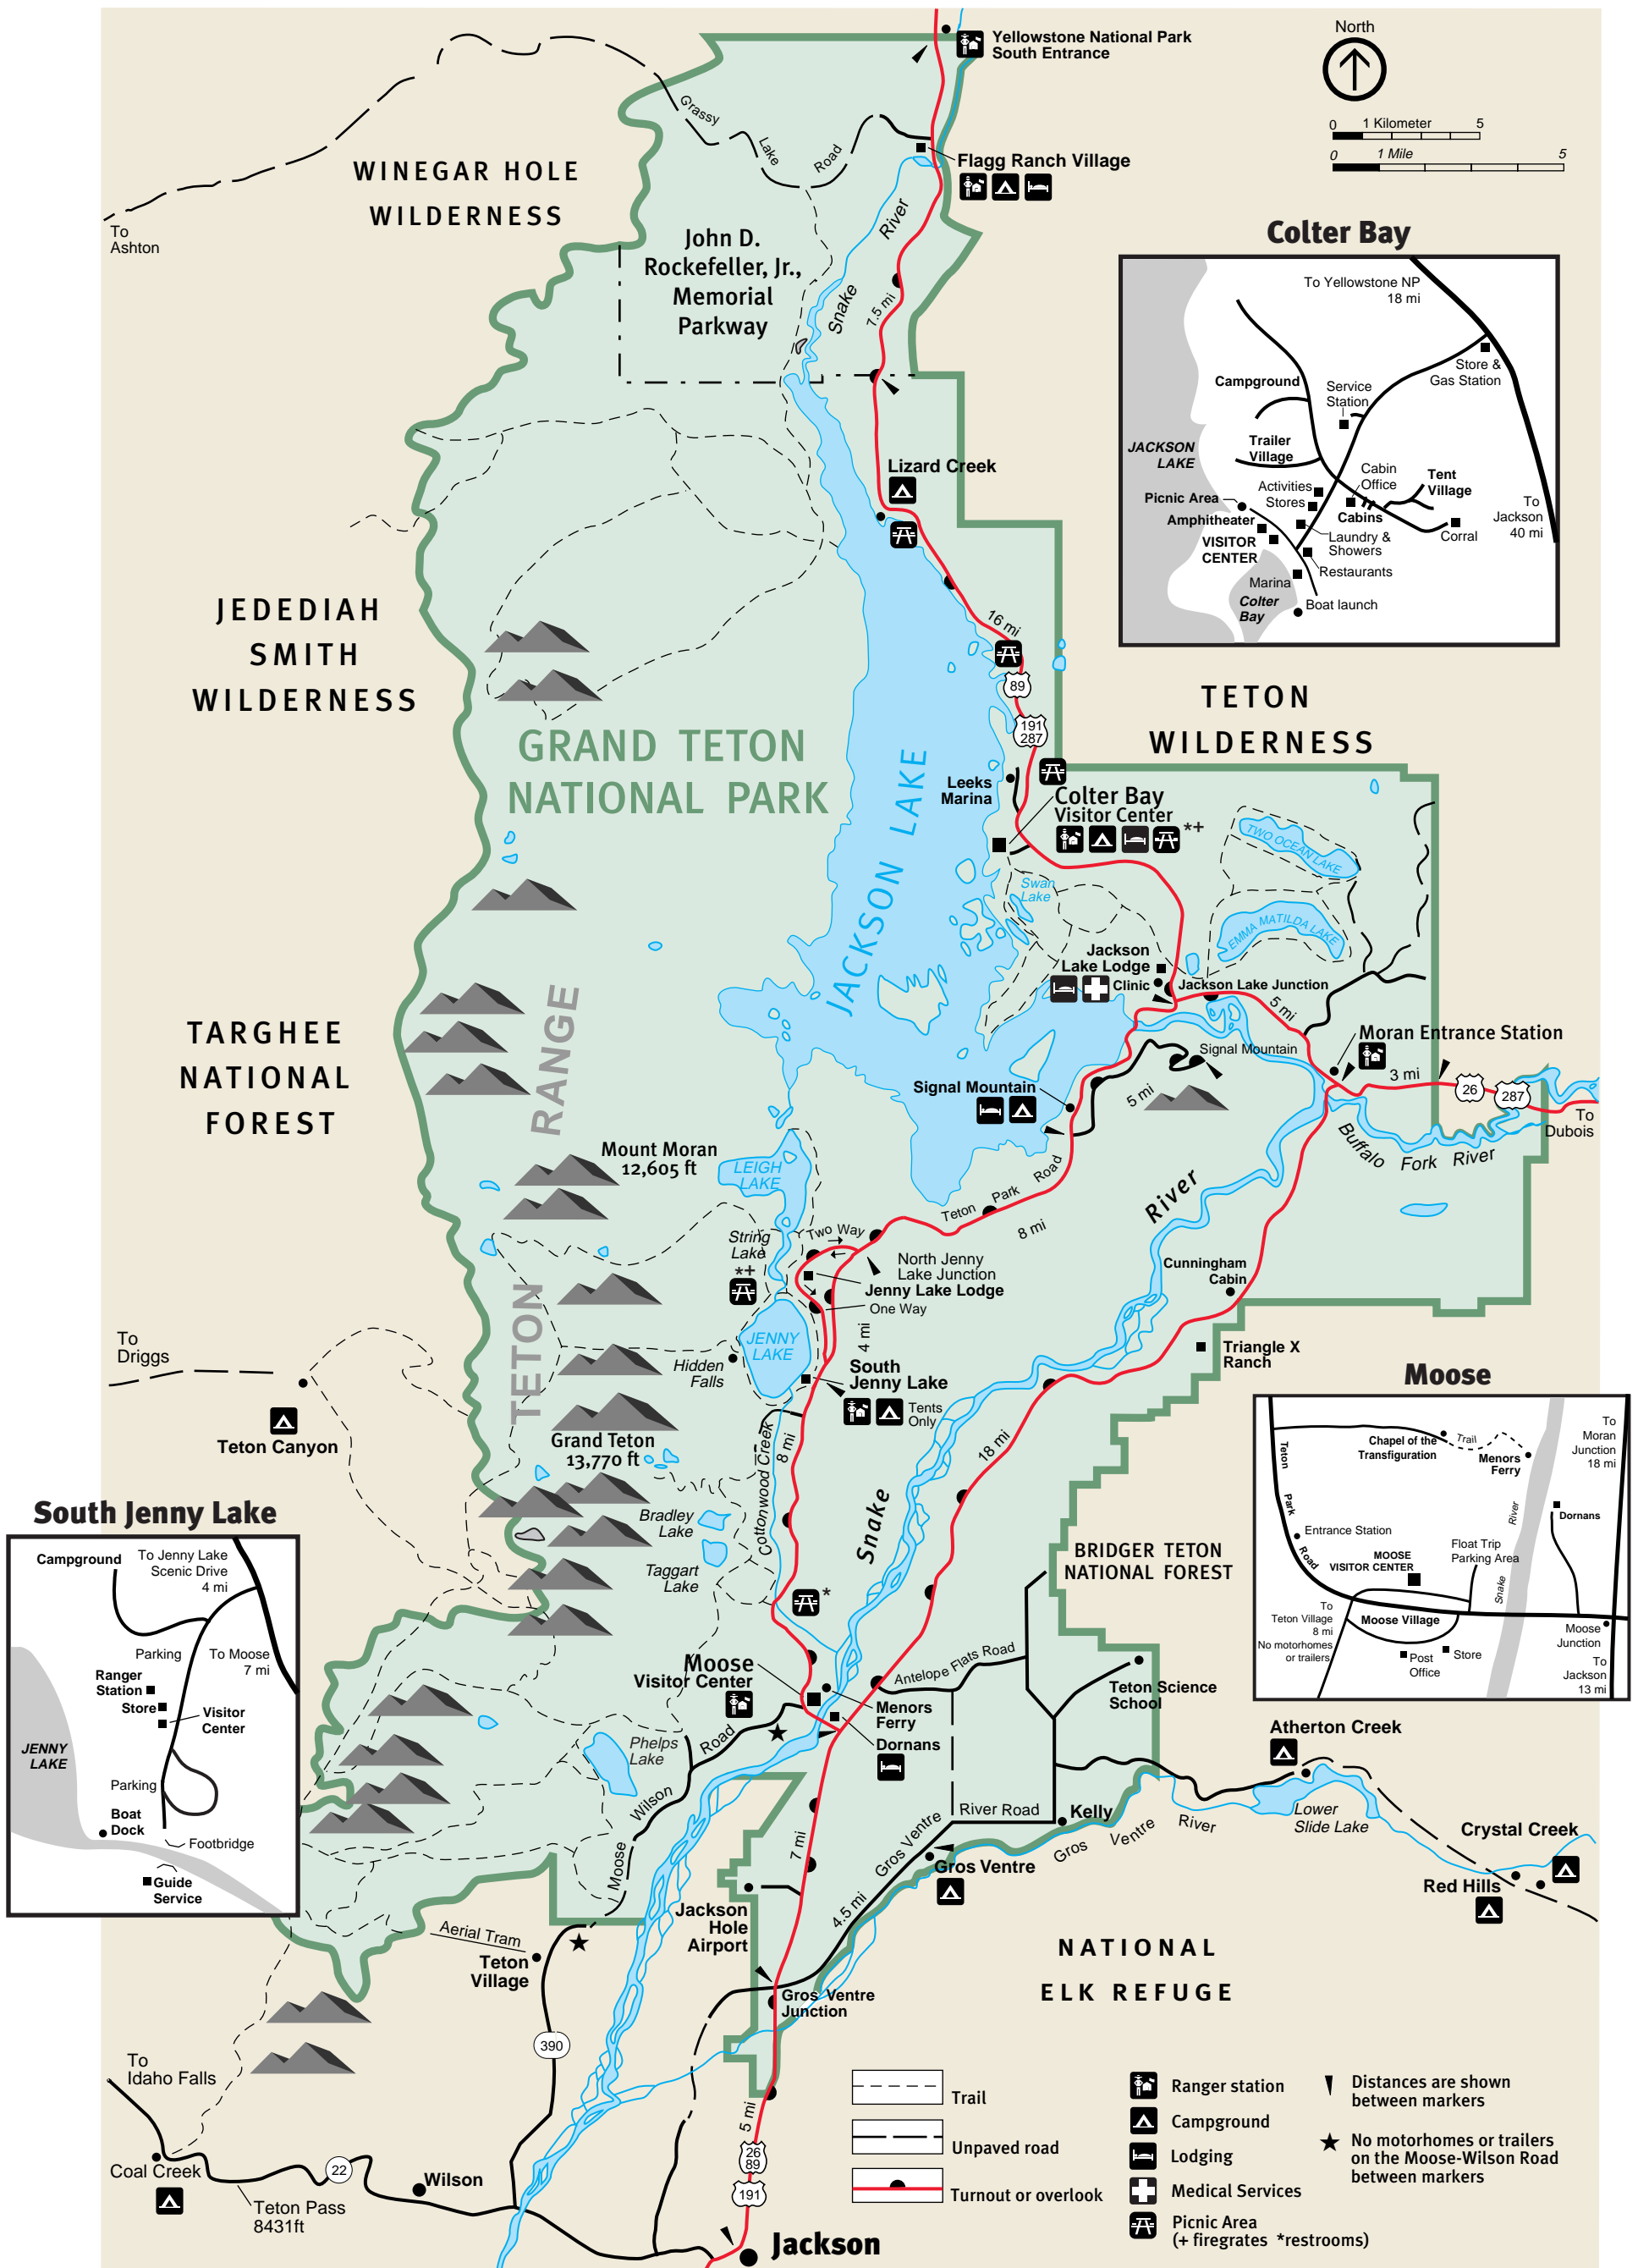 North
0 1 Kilometer 5
0 1 Mile 5
Yellowstone National Park
South Entrance
Grassy
Lake
Road
To
Ashton
WINEGAR HOLE
WILDERNESS
Flagg Ranch Village
John D.
Rockefeller, Jr.,
Memorial
Parkway
Snake
River
7.5 mi
Colter Bay
To Yellowstone NP
18 mi
Store &
Gas Station
Campground
Service
Station
Trailer
Village
JACKSON
LAKE
Cabin
Office
Tent
Village
Activities
Stores
Picnic Area
Cabins
To
Jackson
40 mi
Amphitheater
Corral
VISITOR
CENTER
Laundry &
Showers
Restaurants
Marina
Colter
Bay
Boat launch
Lizard Creek
JEDEDIAH
SMITH
WILDERNESS
16 mi
89
191
287
TETON
WILDERNESS
GRAND TETON
NATIONAL PARK
JACKSON LAKE
Leeks
Marina
Colter Bay
Visitor Center
*+
TWO OCEAN LAKE
Swan
Lake
EMMA MATILDA LAKE
Jackson
Lake Lodge
Clinic
Jackson Lake Junction
5 mi
TARGHEE
NATIONAL
FOREST
TETON
RANGE
Moran Entrance Station
Signal Mountain
3 mi
26
287
To
Dubois
Signal Mountain
5 mi
Buffalo
Fork River
Mount Moran
12,605 ft
LEIGH
LAKE
Teton Park Road
8 mi
River
String
Lake
*+
Two Way
North Jenny
Lake Junction
Jenny Lake Lodge
One Way
Cunningham
Cabin
To
Driggs
JENNY
LAKE
4 mi
Hidden
Falls
South
Jenny Lake
Tents
Only
Triangle X
Ranch
Teton Canyon
Grand Teton
13,770 ft
Cottonwood Creek
8 mi
18 mi
Snake
Bradley
Lake
Taggart
Lake
Moose
Teton
Park
Road
Chapel of the
Transfiguration
Trail
Menors
Ferry
To
Moran
Junction
18 mi
River
Dornans
Entrance Station
Float Trip
Parking Area
MOOSE
VISITOR CENTER
Snake
To
Teton Village
8 mi
No motorhomes
or trailers
Moose Village
Post
Office
Store
Moose
Junction
To
Jackson
13 mi
South Jenny Lake
Campground
To Jenny Lake
Scenic Drive
4 mi
Parking
To Moose
7 mi
Ranger
Station
Store
Visitor
Center
JENNY
LAKE
Parking
Boat
Dock
Footbridge
Guide
Service
BRIDGER TETON
NATIONAL FOREST
*
Moose
Visitor Center
Antelope Flats Road
Teton Science
School
Menors
Ferry
Dornans
Phelps
Lake
Moose
Wilson
Road
Atherton Creek
Lower
Slide Lake
River Road
Kelly
Gros Ventre
Gros Ventre River
Gros Ventre
7 mi
4.5 mi
Crystal Creek
Red Hills
Jackson
Hole
Airport
Aerial Tram
Teton
Village
NATIONAL
ELK REFUGE
Gros Ventre
Junction
390
To
Idaho Falls
5 mi
26
89
191
Coal Creek
22
Wilson
Teton Pass
8431ft
Jackson
Trail
Unpaved road
Turnout or overlook
Ranger station
Campground
Lodging
Medical Services
Picnic Area
(+ firegrates *restrooms)
Distances are shown
between markers
No motorhomes or trailers
on the Moose-Wilson Road
between markers